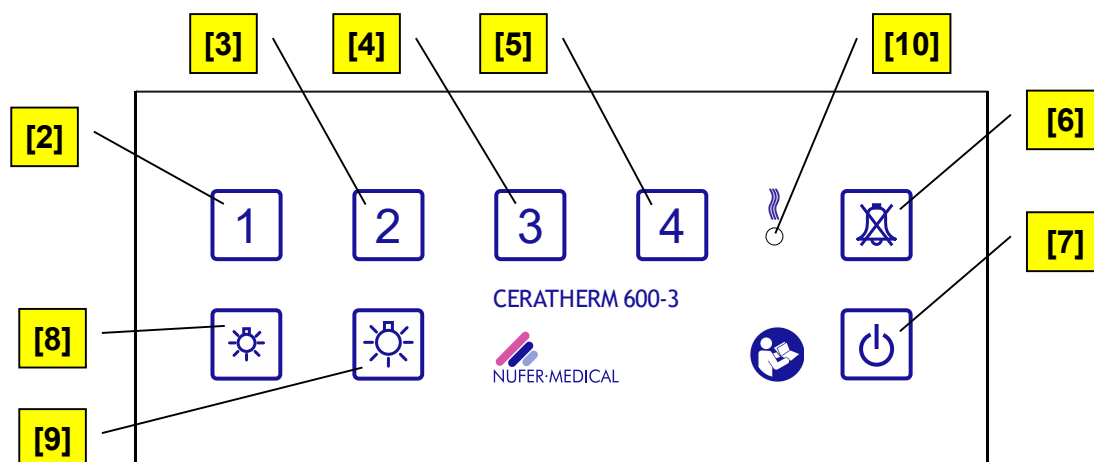 [3] [4] [5] [10]
[2] [6]
1 2 3 4
[7]
CERATHERM 600-3
[8]
NUFER·MEDICAL
[9]